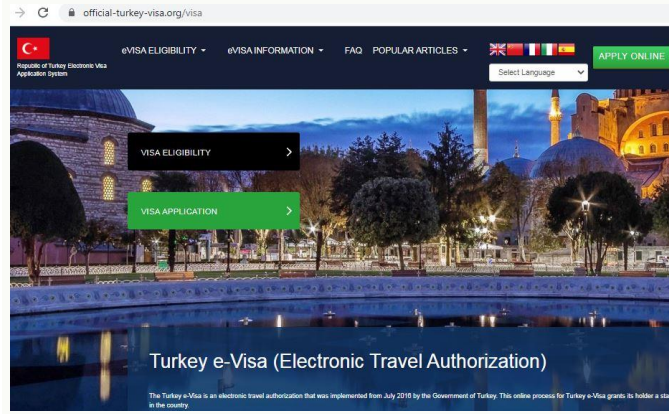 official-turkey-visa.org/visa
eVISA ELIGIBILITY
eVISA INFORMATION
FAQ
POPULAR ARTICLES
APPLY ONLINE
Republic of Turkey Electronic Visa
Application System
Select Language
VISA ELIGIBILITY
VISA APPLICATION
Turkey e-Visa (Electronic Travel Authorization)
The Turkey e-Visa is an electronic travel authorization that was implemented from July 2016 by the Government of Turkey. This online process for Turkey e-Visa grants its holder a sta
in the country.